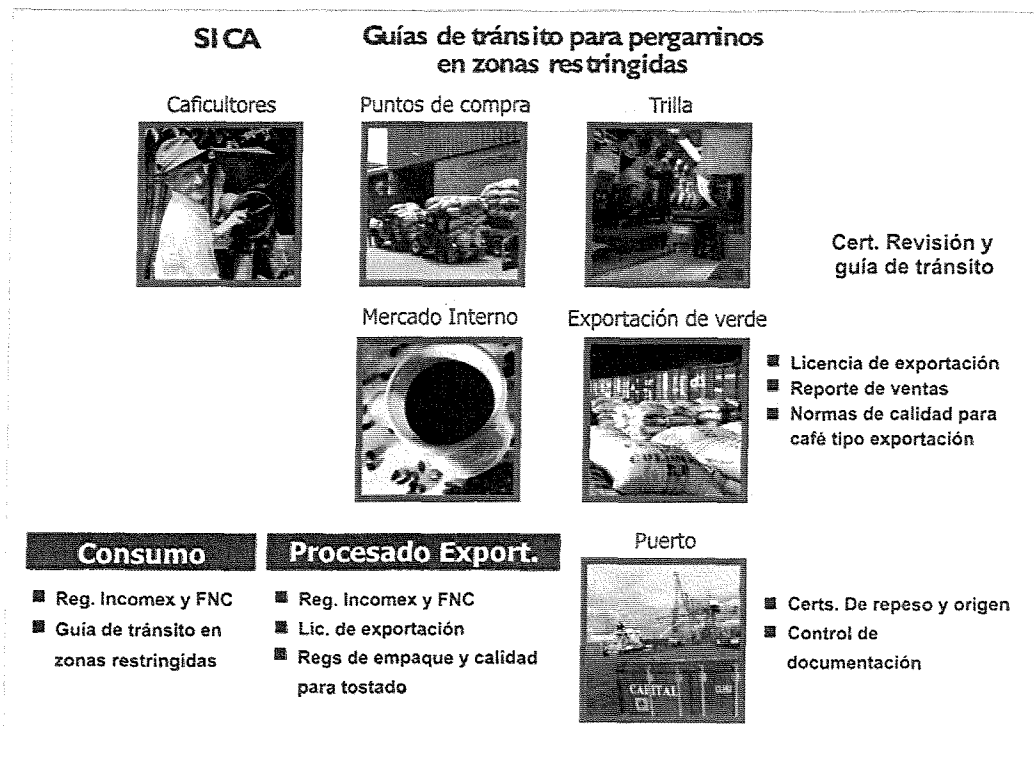 SICA
Guías de tránsito para pergaminos
en zonas restringidas
Caficultores
Puntos de compra
Trilla
Cert. Revisión y
guía de tránsito
Mercado Interno
Exportación de verde
Licencia de exportación
Reporte de ventas
Normas de calidad para
café tipo exportación
Consumo
Reg. Incomex y FNC
Guía de tránsito en
zonas restringidas
Procesado Export.
Reg. Incomex y FNC
Lic. de exportación
Regs de empaque y calidad
para tostado
Puerto
CAPITAL
Certs. De repeso y origen
Control de
documentación